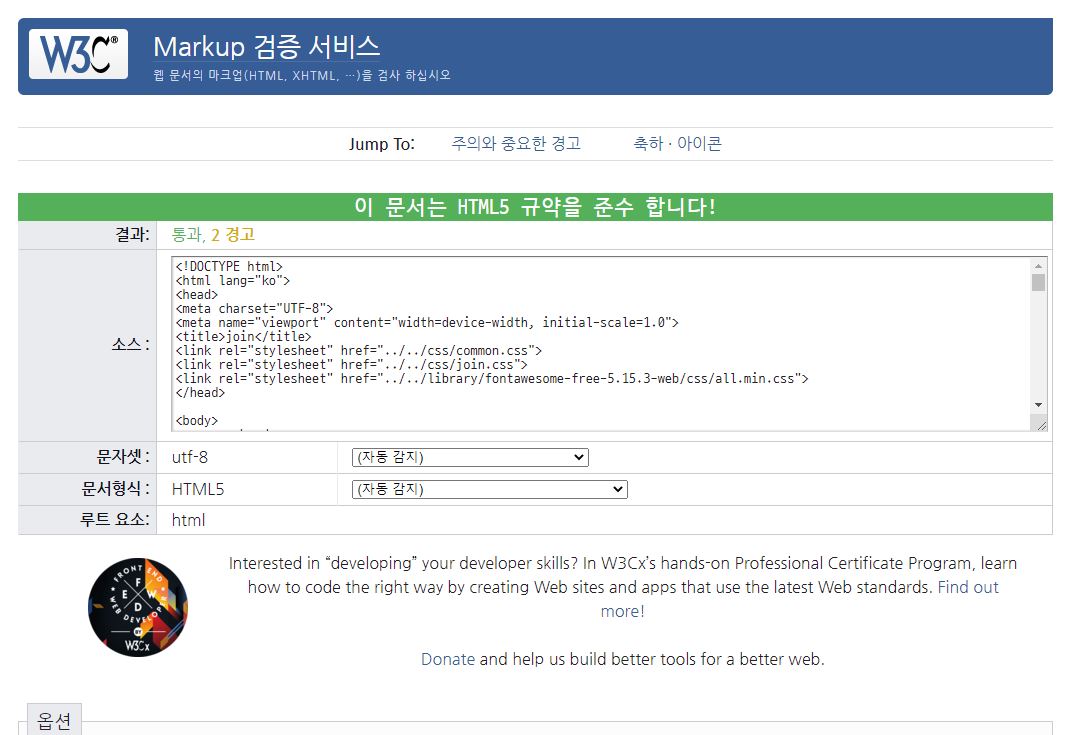 W3C®
Markup 검증 서비스
웹 문서의 마크업(HTML, XHTML, …)을 검사 하십시오
Jump To: 주의와 중요한 경고 축하 · 아이콘
이 문서는 HTML5 규약을 준수 합니다!
결과: 통과, 2 경고
소스 :
<!DOCTYPE html>
<html lang="ko">
<head>
<meta charset="UTF-8">
<meta name="viewport" content="width=device-width, initial-scale=1.0">
<title>join</title>
<link rel="stylesheet" href="../../css/common.css">
<link rel="stylesheet" href="../../css/join.css">
<link rel="stylesheet" href="../../library/fontawesome-free-5.15.3-web/css/all.min.css">
</head>
<body>
문자셋 : utf-8 (자동 감지)
문서형식 : HTML5 (자동 감지)
루트 요소: html
FRONT END
F
E W
D
WEB DEVELOPER
BY
W3Cx
Interested in “developing” your developer skills? In W3Cx’s hands-on Professional Certificate Program, learn
how to code the right way by creating Web sites and apps that use the latest Web standards. Find out
more!
Donate and help us build better tools for a better web.
옵션